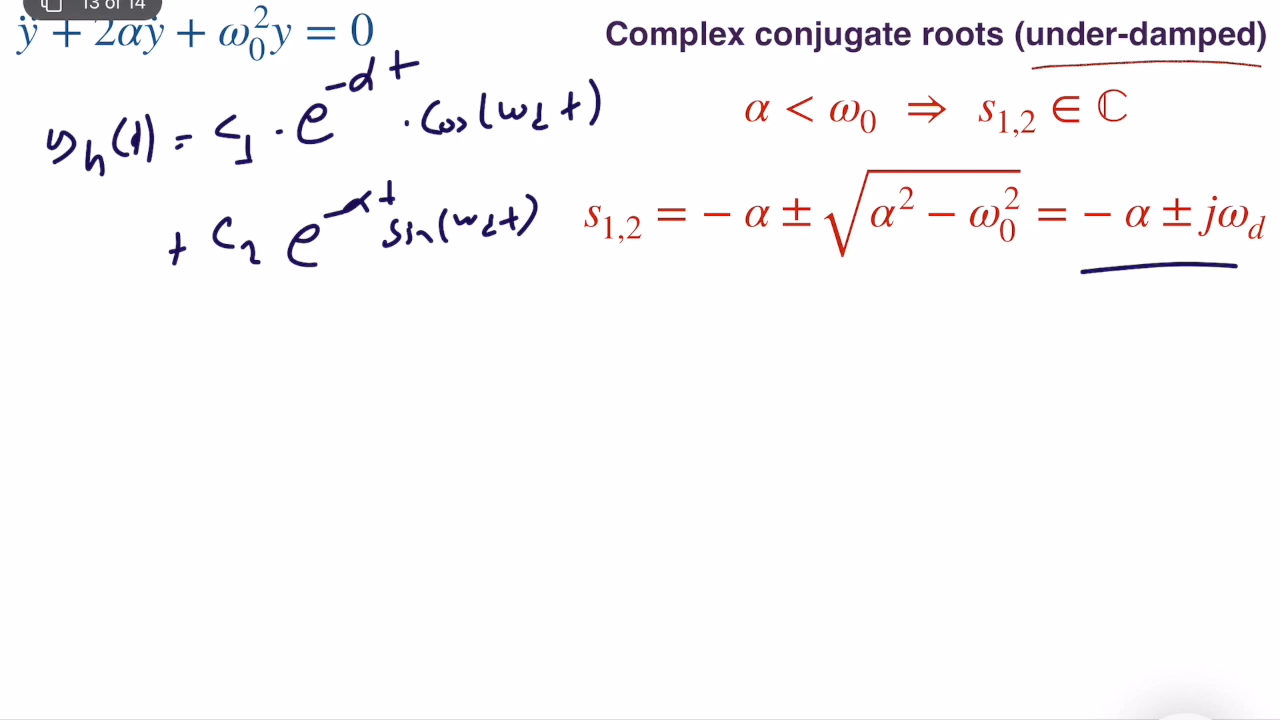 13 of 14
ÿ + 2αẏ + ω₀²y = 0
Complex conjugate roots (under-damped)
α < ω₀ ⇒ s₁,₂ ∈ ℂ
s₁,₂ = − α ± √(α² − ω₀²) = − α ± jω_d
y_h(t) = c₁ · e^(−αt) · cos(ω_d t)
+ c₂ e^(−αt) sin(ω_d t)